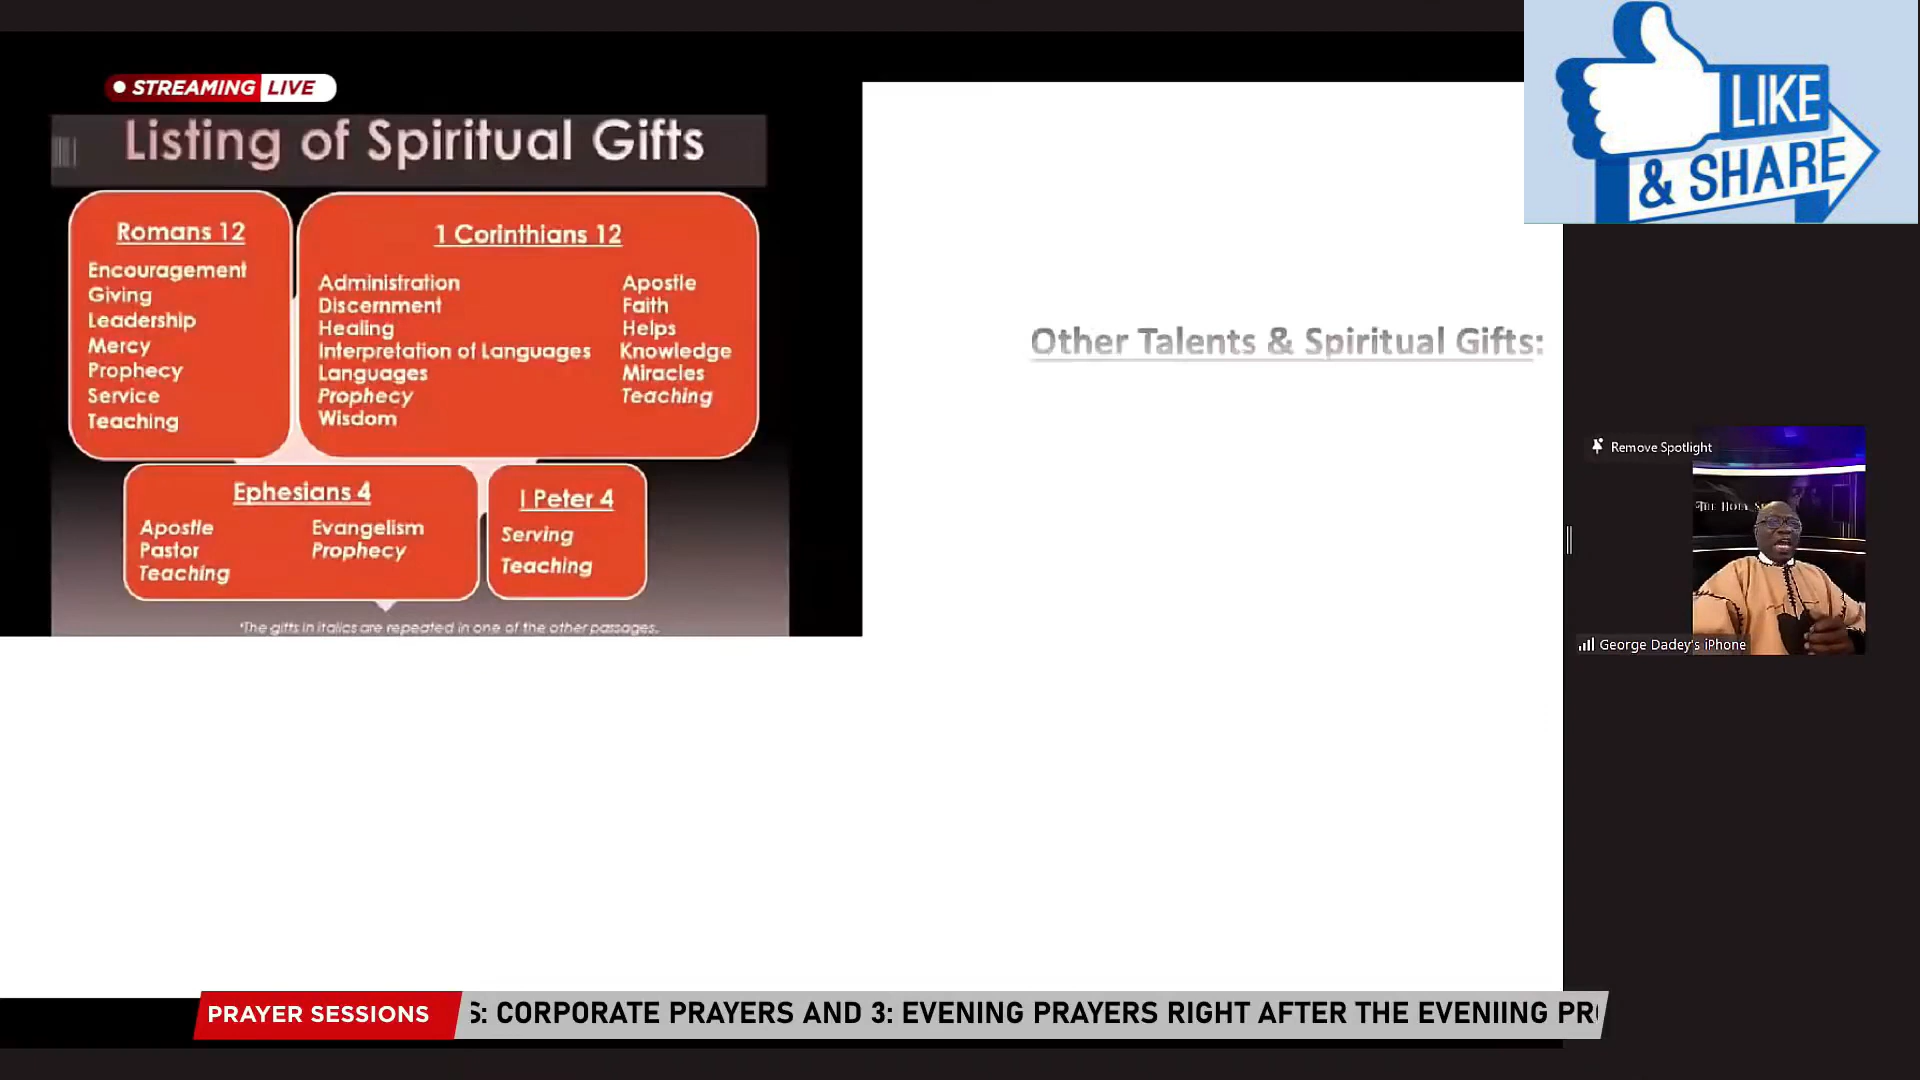 STREAMING LIVE
Listing of Spiritual Gifts
Romans 12
Encouragement
Giving
Leadership
Mercy
Prophecy
Service
Teaching
1 Corinthians 12
Administration
Discernment
Healing
Interpretation of Languages
Languages
Prophecy
Wisdom
Apostle
Faith
Helps
Knowledge
Miracles
Teaching
Ephesians 4
Apostle
Pastor
Teaching
Evangelism
Prophecy
I Peter 4
Serving
Teaching
*The gifts in italics are repeated in one of the other passages.
Other Talents & Spiritual Gifts:
LIKE
& SHARE
Remove Spotlight
THE HOLY
George Dadey's iPhone
PRAYER SESSIONS
S: CORPORATE PRAYERS AND 3: EVENING PRAYERS RIGHT AFTER THE EVENIING PR